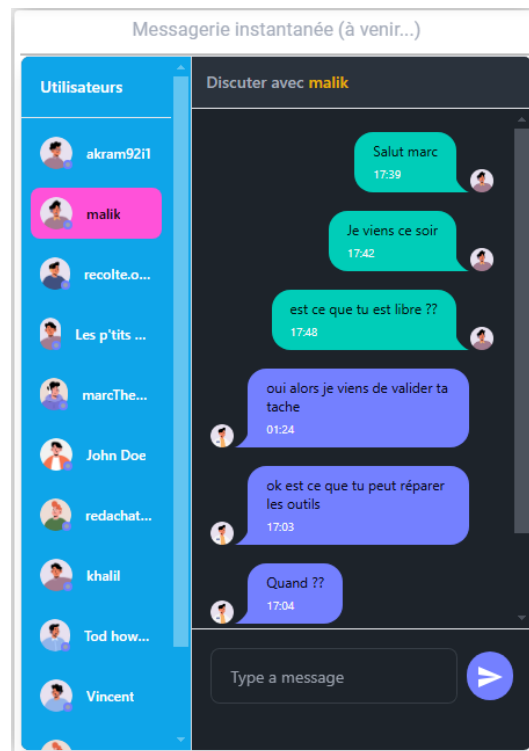 Messagerie instantanée (à venir...)
Utilisateurs
akram92i1
malik
recolte.o...
Les p'tits ...
marcThe...
John Doe
redachat...
khalil
Tod how...
Vincent
Discuter avec malik
Salut marc
17:39
Je viens ce soir
17:42
est ce que tu est libre ??
17:48
oui alors je viens de valider ta
tache
01:24
ok est ce que tu peut réparer
les outils
17:03
Quand ??
17:04
Type a message